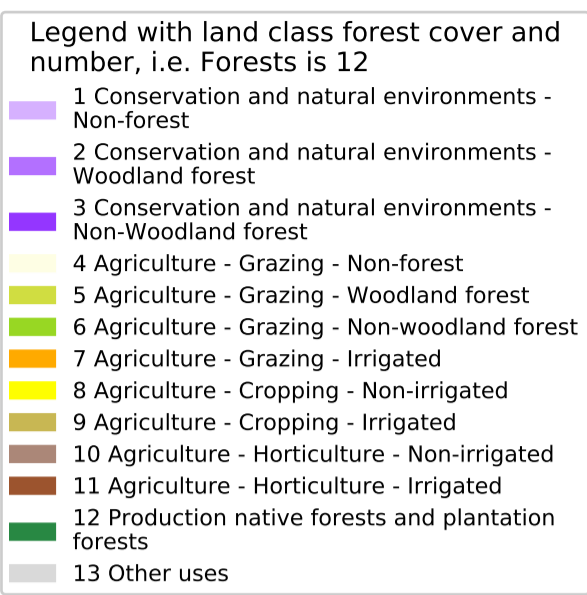 Legend with land class forest cover and
number, i.e. Forests is 12
1 Conservation and natural environments -
Non-forest
2 Conservation and natural environments -
Woodland forest
3 Conservation and natural environments -
Non-Woodland forest
4 Agriculture - Grazing - Non-forest
5 Agriculture - Grazing - Woodland forest
6 Agriculture - Grazing - Non-woodland forest
7 Agriculture - Grazing - Irrigated
8 Agriculture - Cropping - Non-irrigated
9 Agriculture - Cropping - Irrigated
10 Agriculture - Horticulture - Non-irrigated
11 Agriculture - Horticulture - Irrigated
12 Production native forests and plantation
forests
13 Other uses